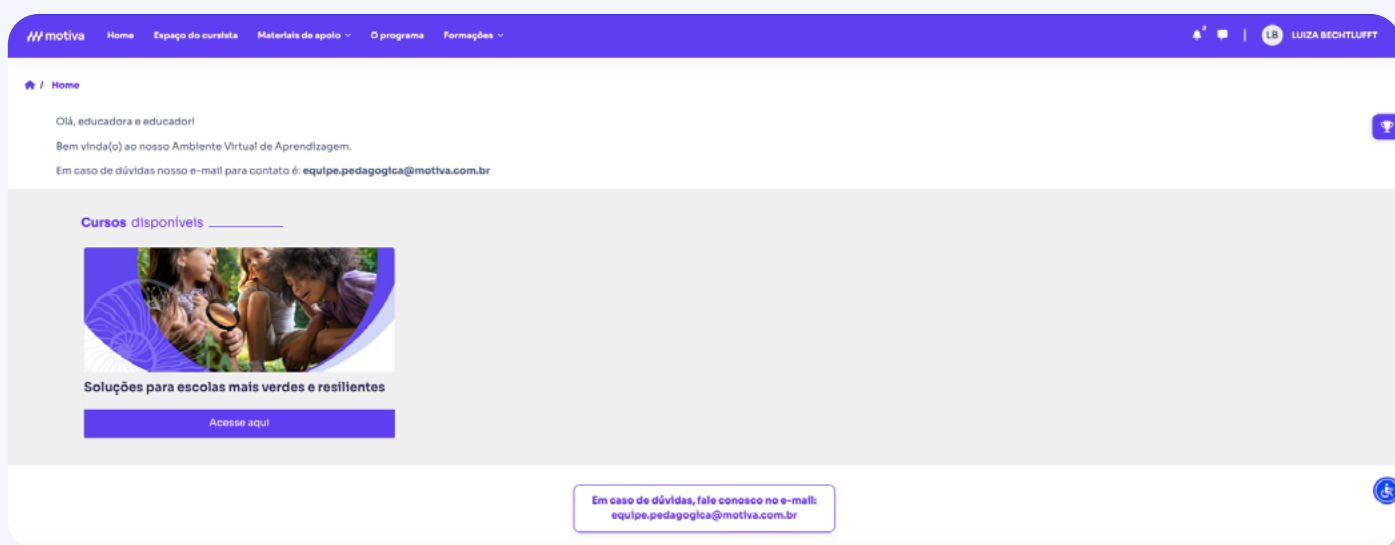 motiva Home Espaço do cursista Materiais de apoio O programa Formações 2 | LB LUIZA BECHTLUFFT
/ Home
Olá, educadora e educador!
Bem vinda(o) ao nosso Ambiente Virtual de Aprendizagem.
Em caso de dúvidas nosso e-mail para contato é: equipe.pedagogica@motiva.com.br
Cursos disponíveis
Soluções para escolas mais verdes e resilientes
Acesse aqui
Em caso de dúvidas, fale conosco no e-mail:
equipe.pedagogica@motiva.com.br